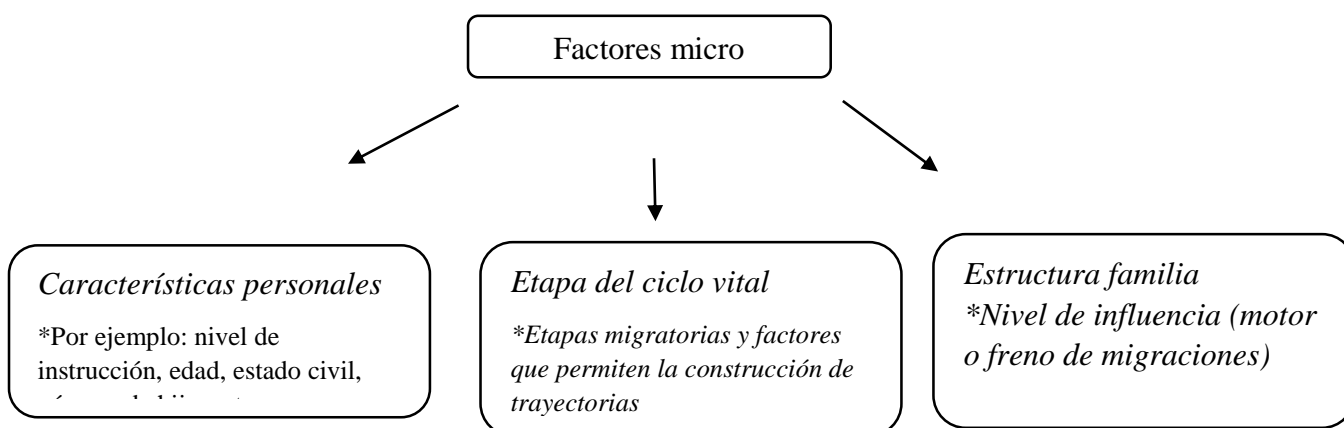 Factores micro
Características personales
*Por ejemplo: nivel de
instrucción, edad, estado civil,
Etapa del ciclo vital
*Etapas migratorias y factores
que permiten la construcción de
trayectorias
Estructura familia
*Nivel de influencia (motor
o freno de migraciones)